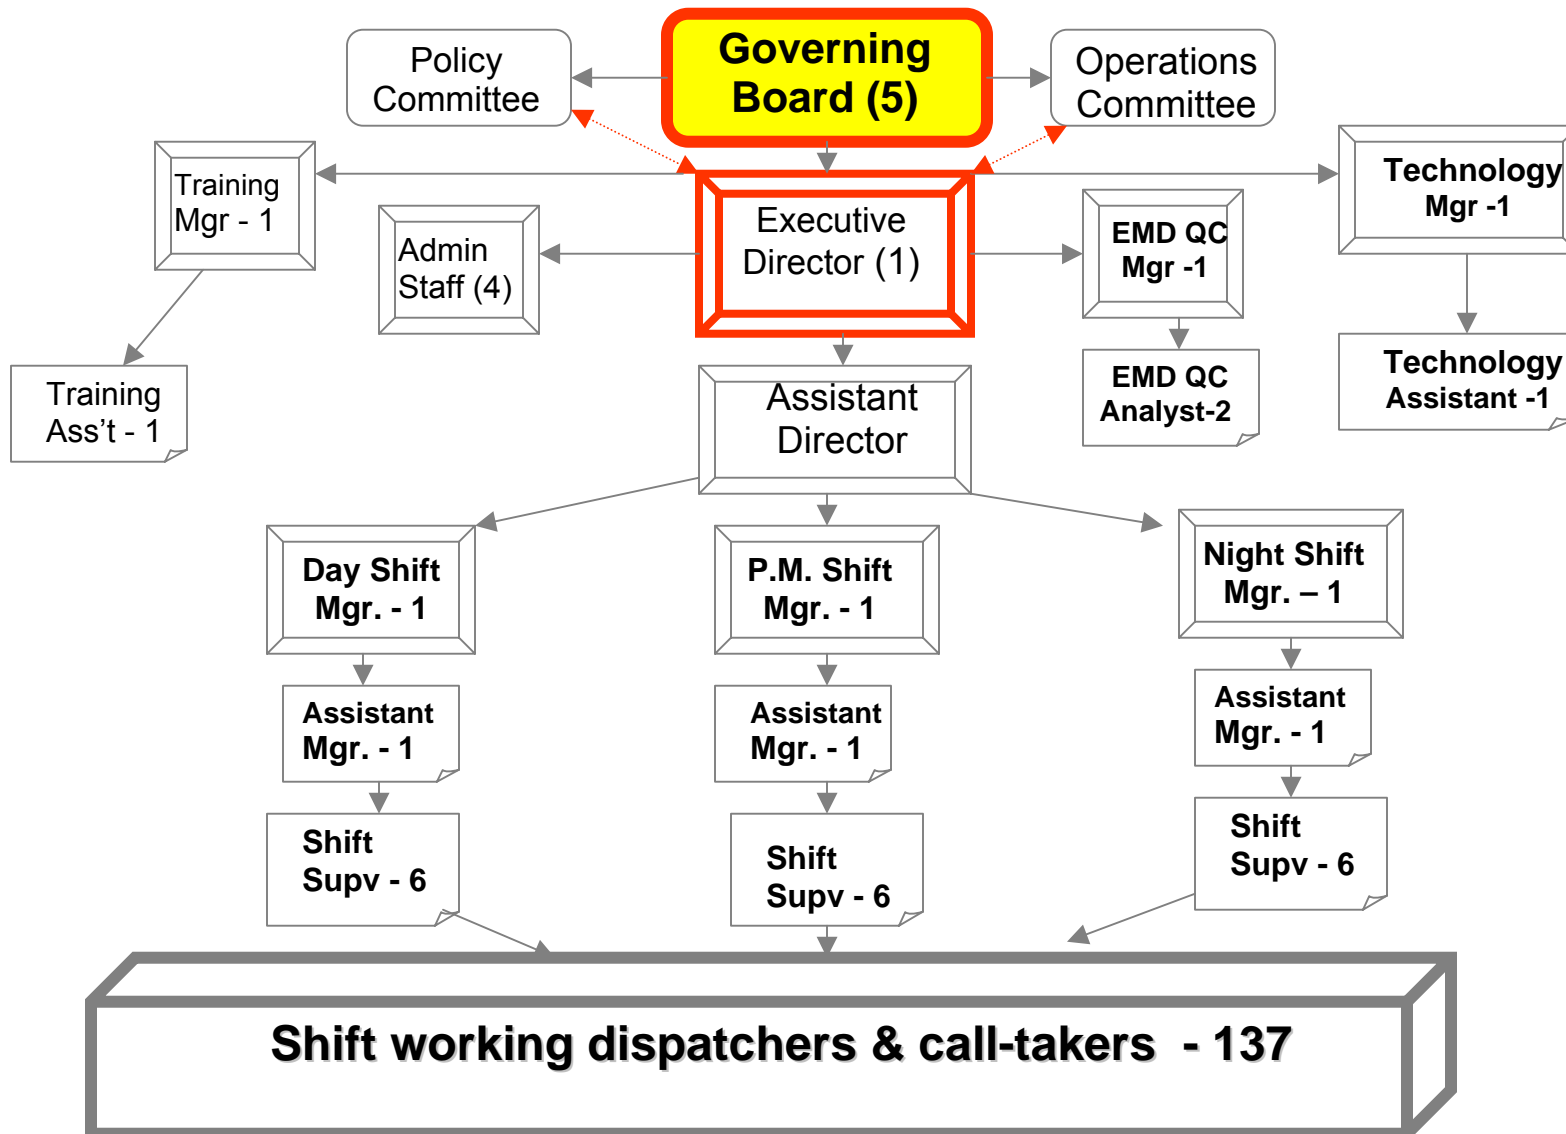 Governing
Board (5)
Policy
Committee
Operations
Committee
Training
Mgr - 1
Admin
Staff (4)
Executive
Director (1)
EMD QC
Mgr -1
Technology
Mgr -1
Training
Ass’t - 1
Assistant
Director
EMD QC
Analyst-2
Technology
Assistant -1
Day Shift
Mgr. - 1
P.M. Shift
Mgr. - 1
Night Shift
Mgr. – 1
Assistant
Mgr. - 1
Assistant
Mgr. - 1
Assistant
Mgr. - 1
Shift
Supv - 6
Shift
Supv - 6
Shift
Supv - 6
Shift working dispatchers & call-takers - 137